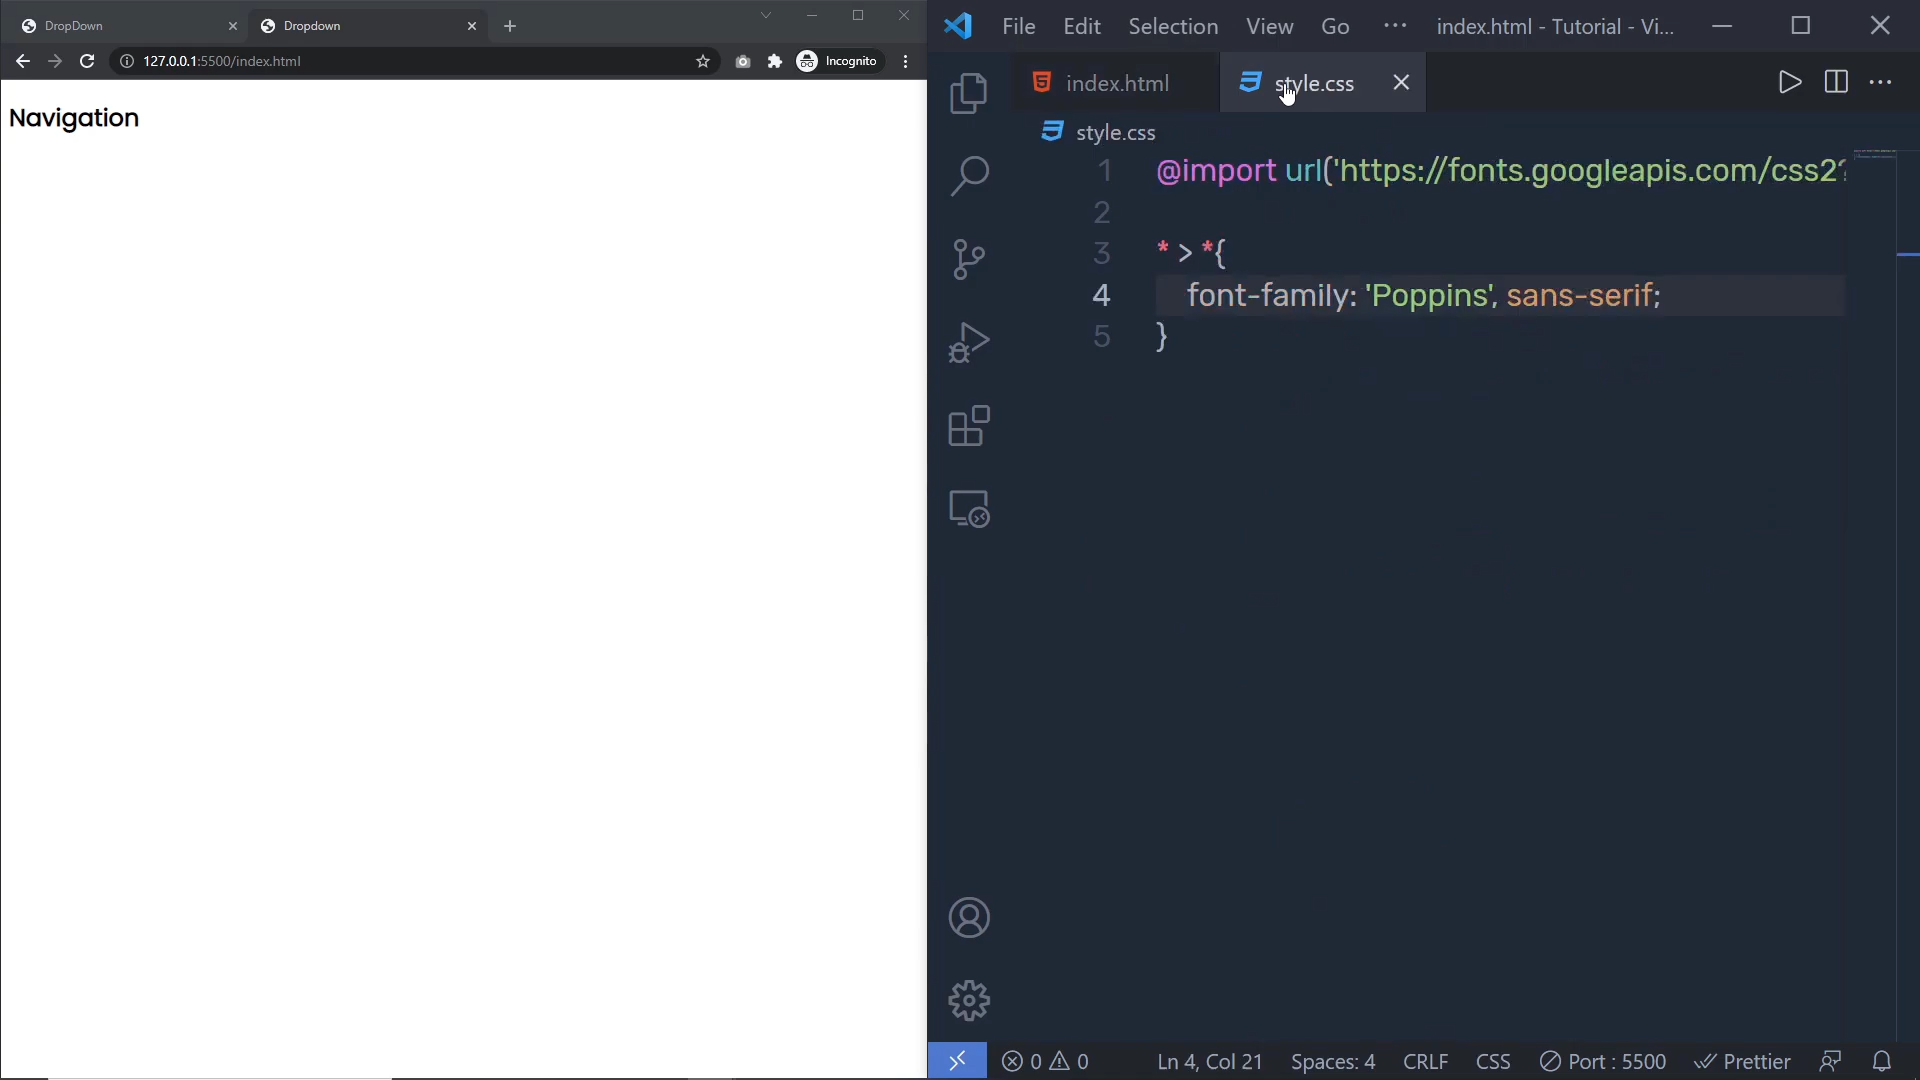 DropDown
Dropdown
127.0.0.1:5500/index.html
Incognito
Navigation
File Edit Selection View Go ··· index.html - Tutorial - Vi...
index.html
style.css
style.css
1 @import url('https://fonts.googleapis.com/css2?
2
3 * > *{
4 font-family: 'Poppins', sans-serif;
5 }
0 0 Ln 4, Col 21 Spaces: 4 CRLF CSS Port : 5500 Prettier